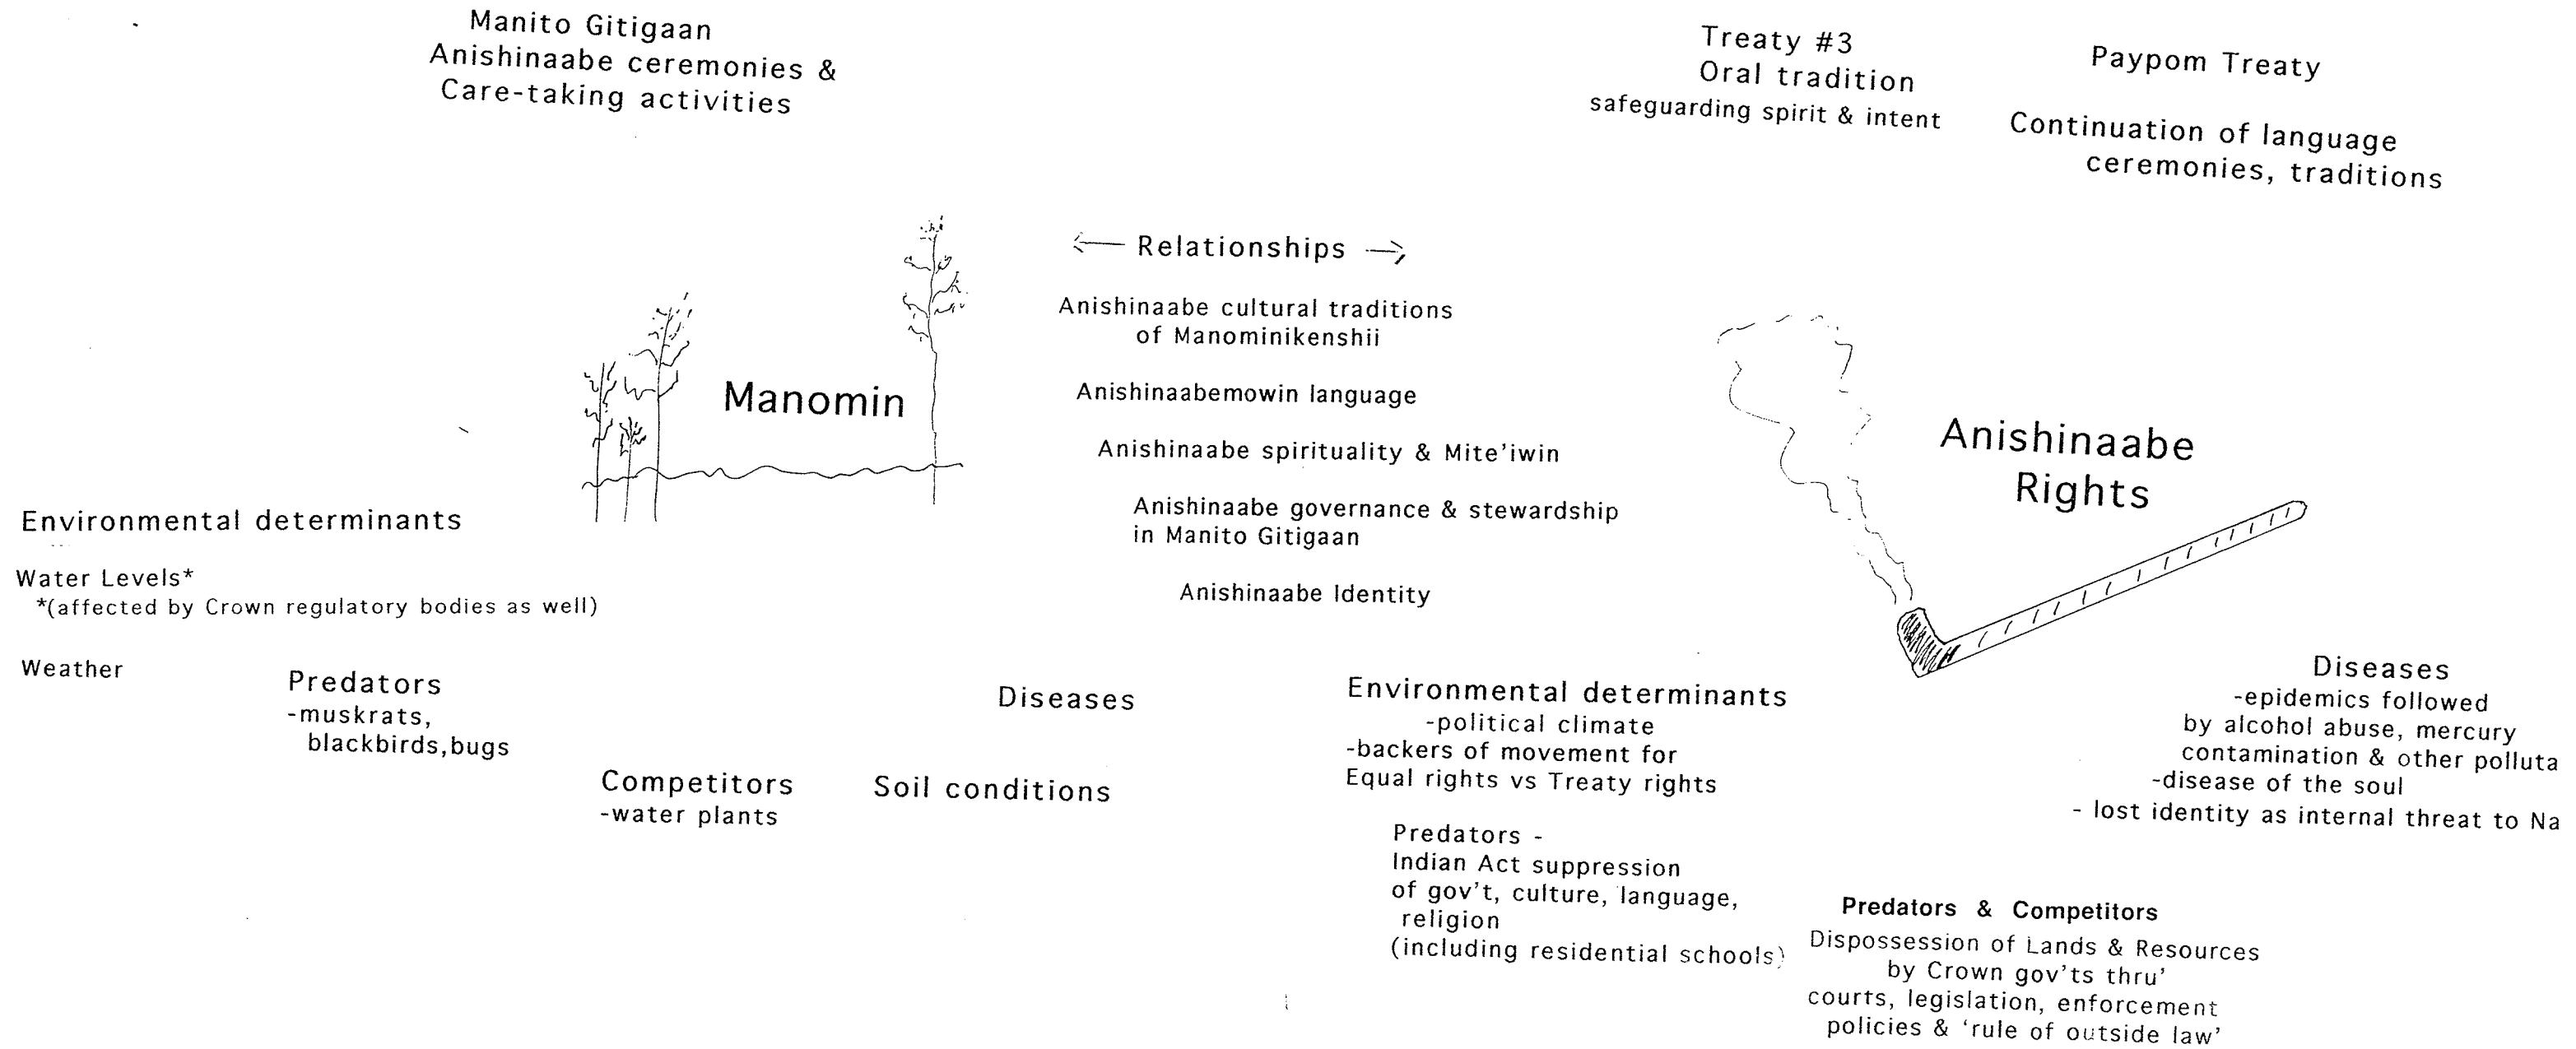 Manito Gitigaan
Anishinaabe ceremonies &
Care-taking activities
Treaty #3
Oral tradition
safeguarding spirit & intent
Paypom Treaty
Continuation of language
ceremonies, traditions
Manomin
← Relationships →
Anishinaabe cultural traditions
of Manominikenshii
Anishinaabemowin language
Anishinaabe spirituality & Mite'iwin
Anishinaabe governance & stewardship
in Manito Gitigaan
Anishinaabe Identity
Anishinaabe
Rights
Environmental determinants
Water Levels*
*(affected by Crown regulatory bodies as well)
Weather
Predators
-muskrats,
blackbirds,bugs
Competitors
-water plants
Diseases
Soil conditions
Environmental determinants
-political climate
-backers of movement for
Equal rights vs Treaty rights
Predators -
Indian Act suppression
of gov't, culture, language,
religion
(including residential schools)
Predators & Competitors
Dispossession of Lands & Resources
by Crown gov'ts thru'
courts, legislation, enforcement
policies & 'rule of outside law'
Diseases
-epidemics followed
by alcohol abuse, mercury
contamination & other polluta
-disease of the soul
- lost identity as internal threat to Na